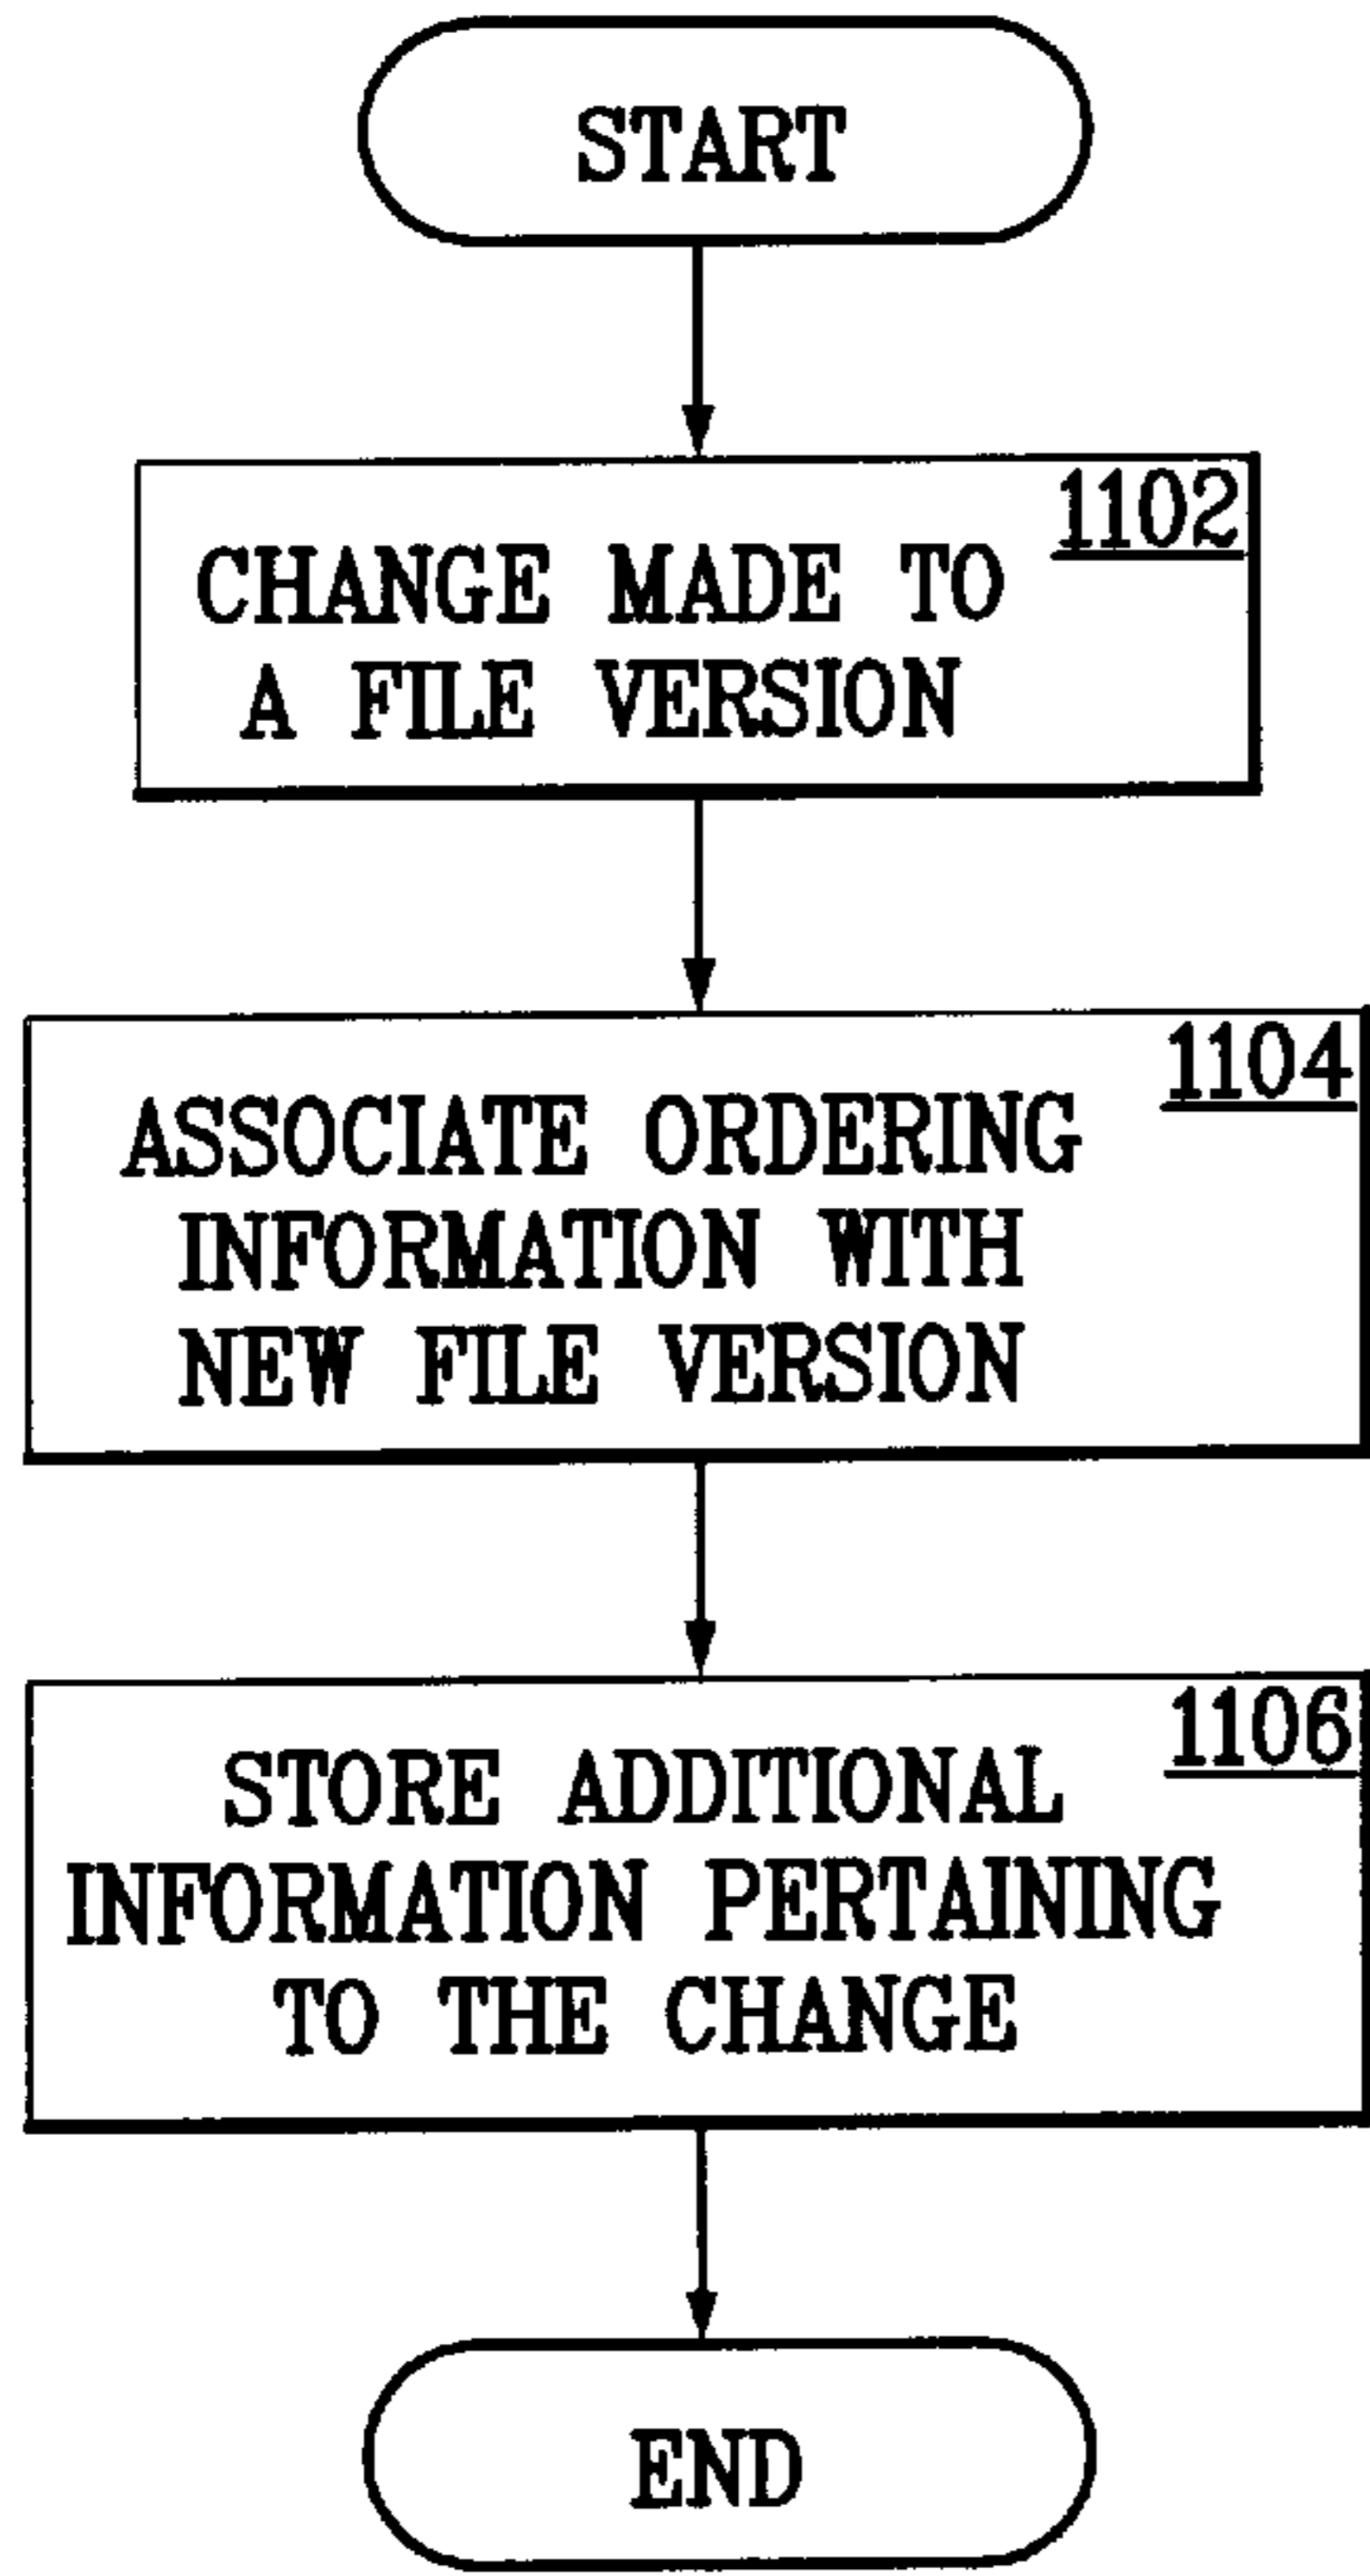 START
1102
CHANGE MADE TO
A FILE VERSION
1104
ASSOCIATE ORDERING
INFORMATION WITH
NEW FILE VERSION
1106
STORE ADDITIONAL
INFORMATION PERTAINING
TO THE CHANGE
END